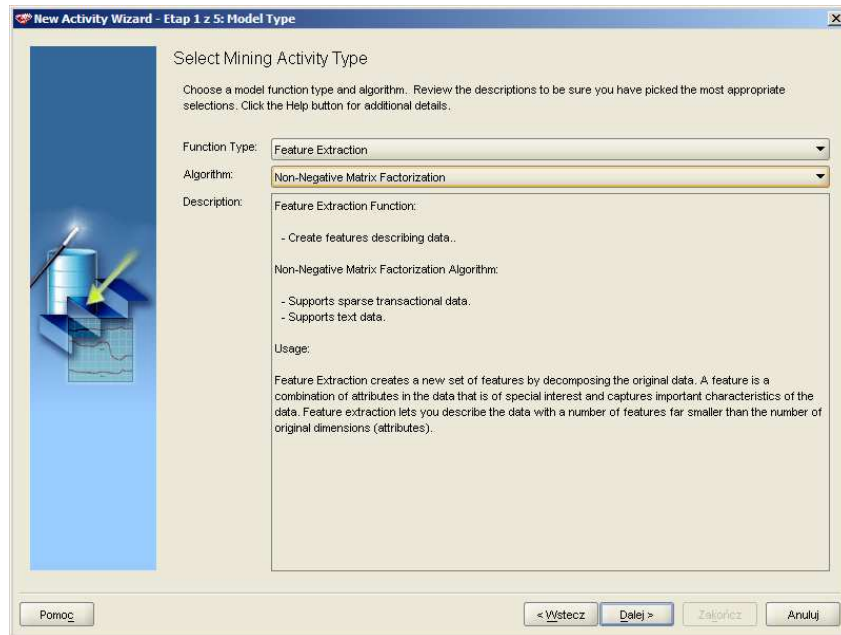 New Activity Wizard - Etap 1 z 5: Model Type
Select Mining Activity Type
Choose a model function type and algorithm. Review the descriptions to be sure you have picked the most appropriate
selections. Click the Help button for additional details.
Function Type: Feature Extraction
Algorithm: Non-Negative Matrix Factorization
Description: Feature Extraction Function:
- Create features describing data..
Non-Negative Matrix Factorization Algorithm:
- Supports sparse transactional data.
- Supports text data.
Usage:
Feature Extraction creates a new set of features by decomposing the original data. A feature is a
combination of attributes in the data that is of special interest and captures important characteristics of the
data. Feature extraction lets you describe the data with a number of features far smaller than the number of
original dimensions (attributes).
Pomoc < Wstecz Dalej > Zakończ Anuluj